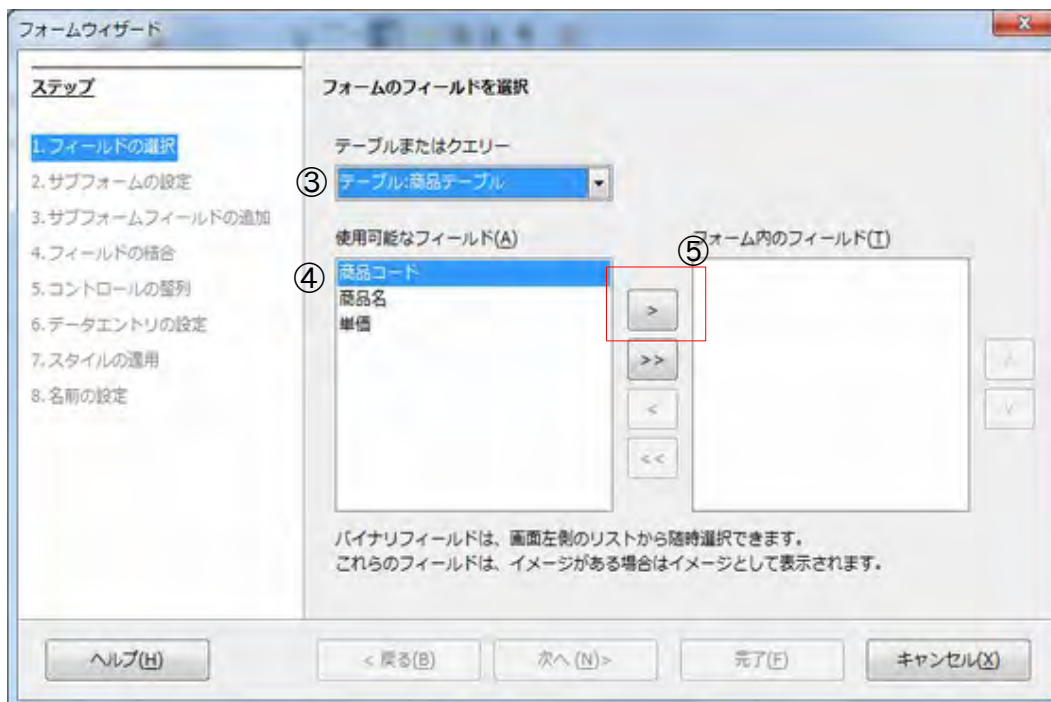 フォームウィザード
ステップ
1. フィールドの選択
2. サブフォームの設定
3. サブフォームフィールドの追加
4. フィールドの結合
5. コントロールの整列
6. データエントリの設定
7. スタイルの適用
8. 名前の設定
フォームのフィールドを選択
テーブルまたはクエリー
③ テーブル:商品テーブル
使用可能なフィールド(A)
④ 商品コード
商品名
単価
⑤
>
>>
<
<<
フォーム内のフィールド(T)
バイナリフィールドは、画面左側のリストから随時選択できます。
これらのフィールドは、イメージがある場合はイメージとして表示されます。
ヘルプ(H)
< 戻る(B)
次へ (N)>
完了(F)
キャンセル(X)